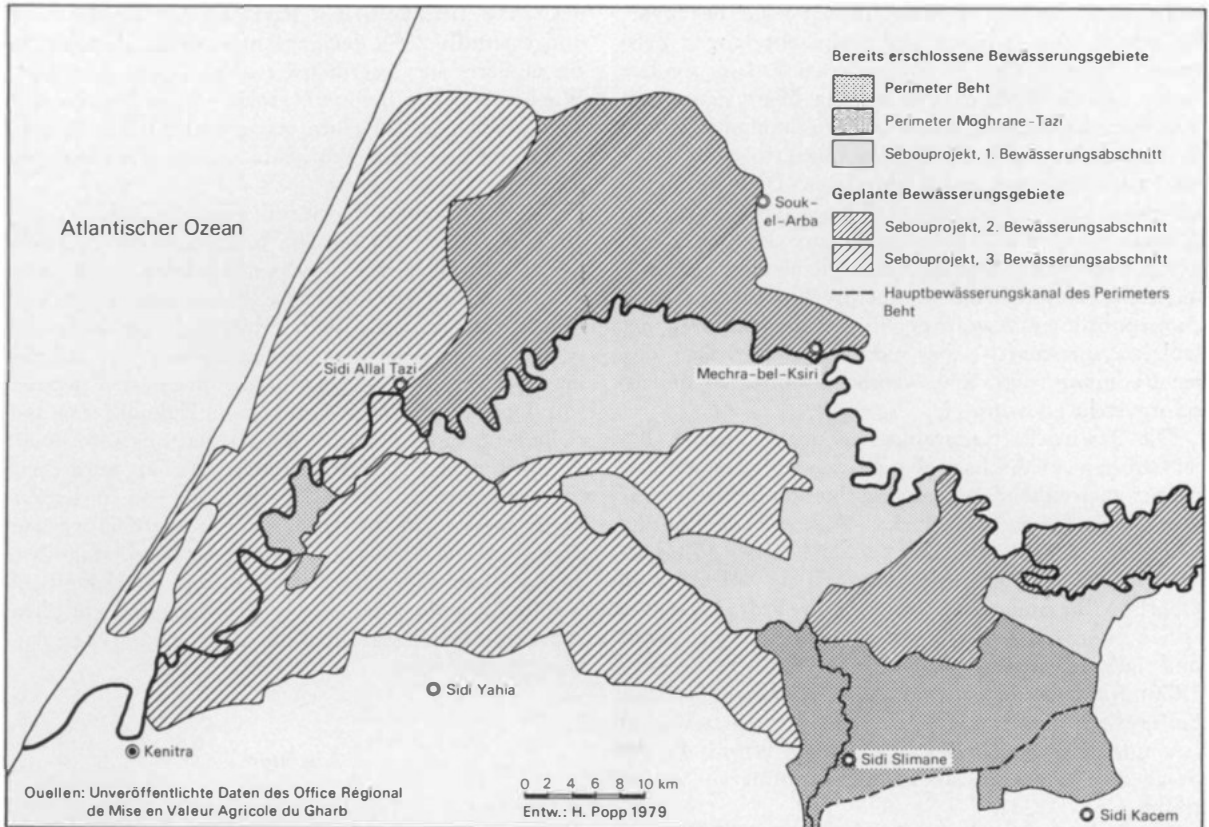 Bereits erschlossene Bewässerungsgebiete
Perimeter Beht
Perimeter Moghrane-Tazi
Sebouprojekt, 1. Bewässerungsabschnitt
Geplante Bewässerungsgebiete
Sebouprojekt, 2. Bewässerungsabschnitt
Sebouprojekt, 3. Bewässerungsabschnitt
Hauptbewässerungskanal des Perimeters
Beht
Atlantischer Ozean
Souk-
el-Arba
Sidi Allal Tazi
Mechra-bel-Ksiri
Sidi Yahia
Kenitra
Sidi Slimane
Sidi Kacem
Quellen: Unveröffentlichte Daten des Office Régional
de Mise en Valeur Agricole du Gharb
0 2 4 6 8 10 km
Entw.: H. Popp 1979